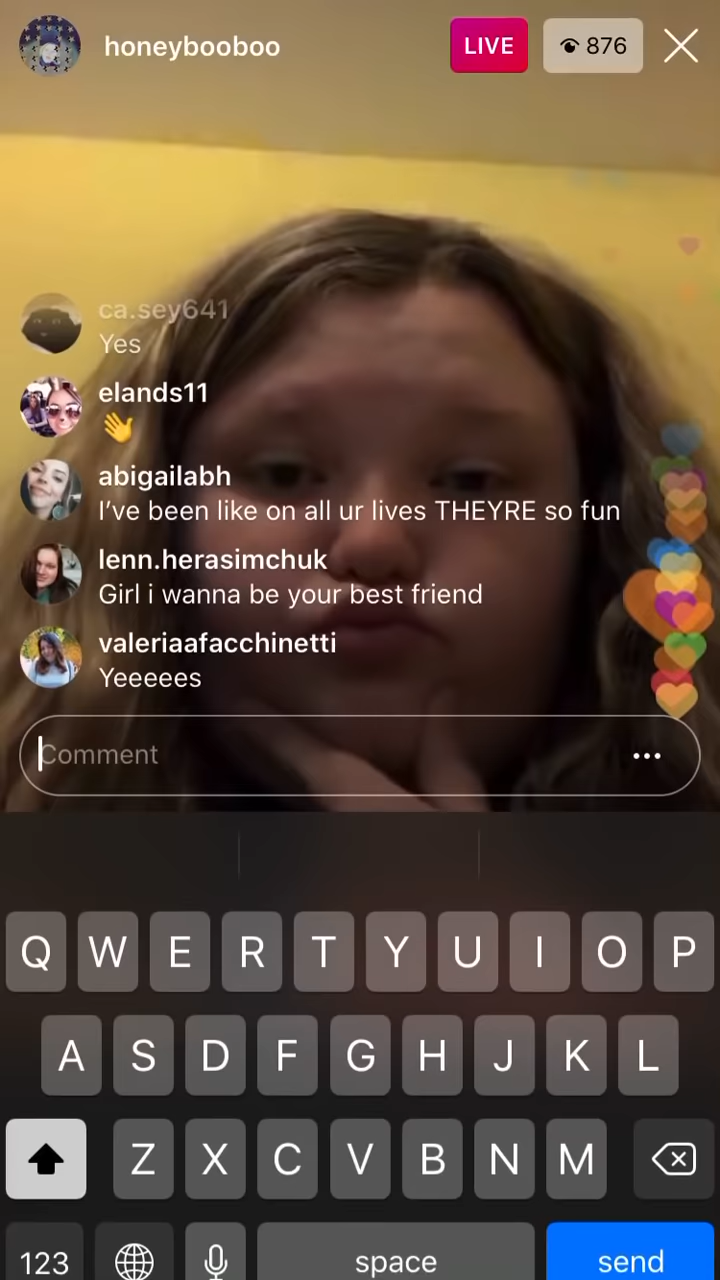 honeybooboo
LIVE
876
ca.sey641
Yes
elands11
👋
abigailabh
I’ve been like on all ur lives THEYRE so fun
lenn.herasimchuk
Girl i wanna be your best friend
valeriaafacchinetti
Yeeeees
Comment
Q W E R T Y U I O P
A S D F G H J K L
Z X C V B N M
123 space send